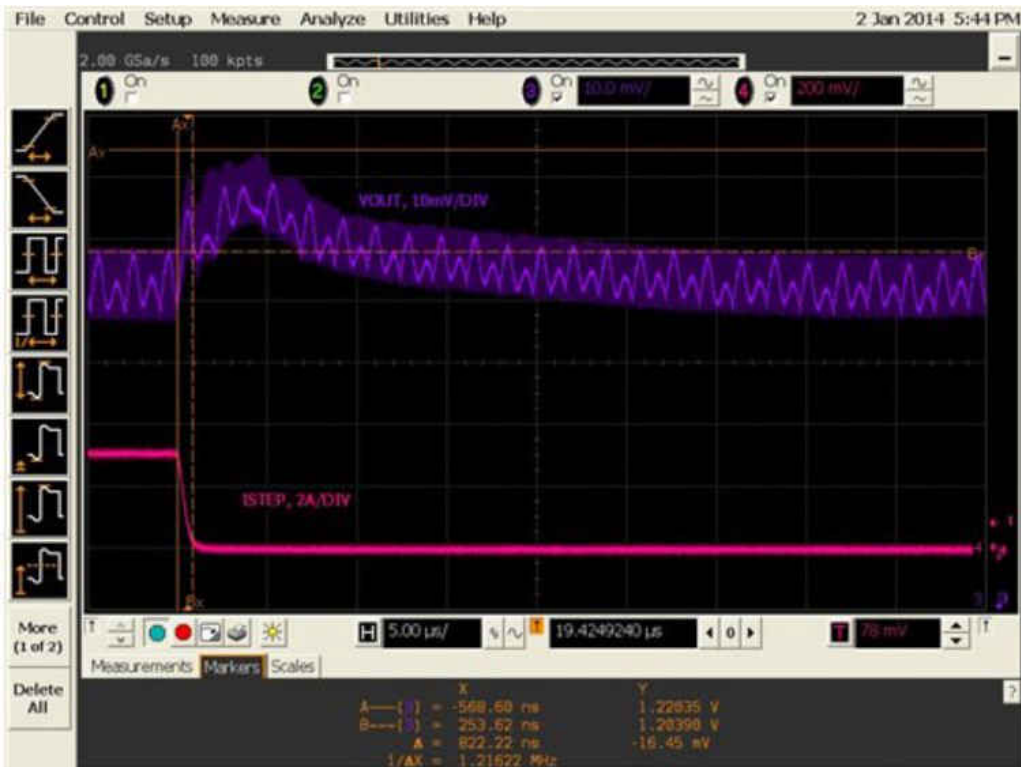 File Control Setup Measure Analyze Utilities Help 2 Jan 2014 5:44 PM
2.00 GSa/s 100 kpts
1 On 2 On 3 On 10.0 mV/ 4 On 200 mV/
Ax
Ax
VOUT, 10mV/DIV
ISTEP, 2A/DIV
Bx
More
(1 of 2)
Delete
All
H 5.00 µs/ T 19.4249240 µs 0 T 78 mV
Measurements Markers Scales
X Y
= -568.60 ns 1.22035 V
= 253.62 ns 1.20390 V
Δ = 822.22 ns -16.45 mV
1/ΔX = 1.21622 MHz
?